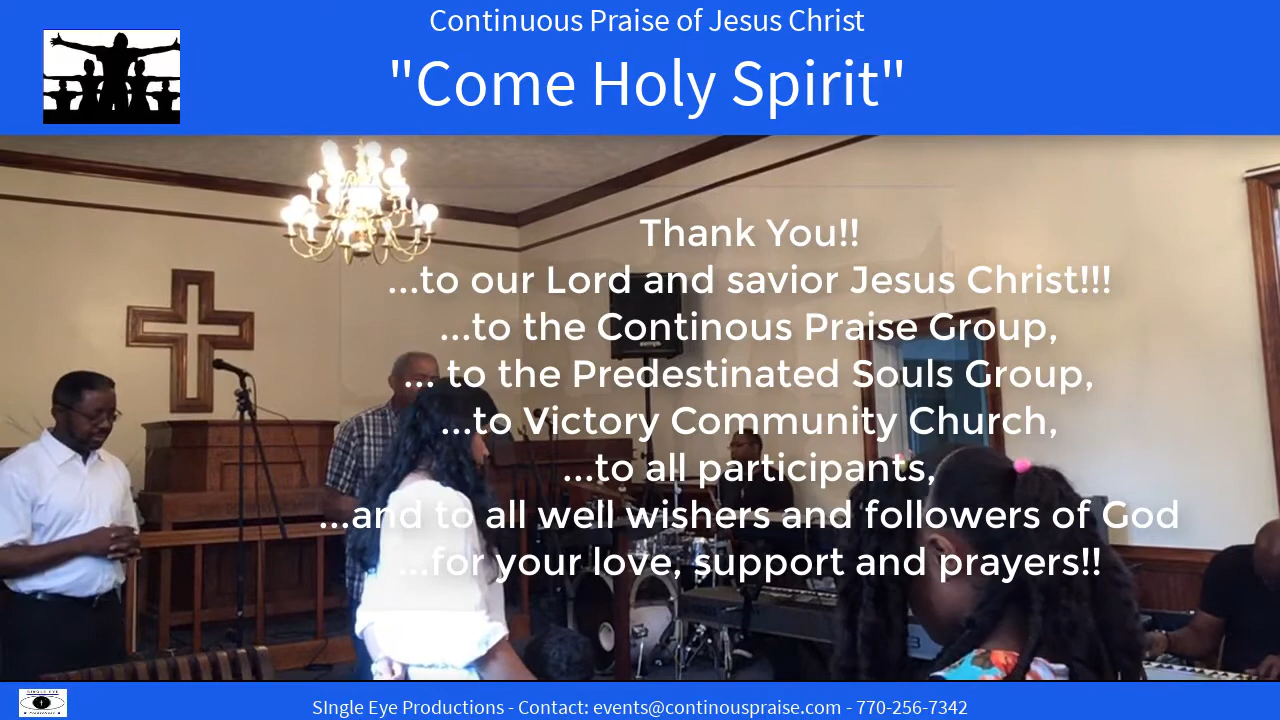 Continuous Praise of Jesus Christ
"Come Holy Spirit"
Thank You!!
...to our Lord and savior Jesus Christ!!!
...to the Continous Praise Group,
... to the Predestinated Souls Group,
...to Victory Community Church,
...to all participants,
...and to all well wishers and followers of God
...for your love, support and prayers!!
SIngle Eye Productions - Contact: events@continouspraise.com - 770-256-7342